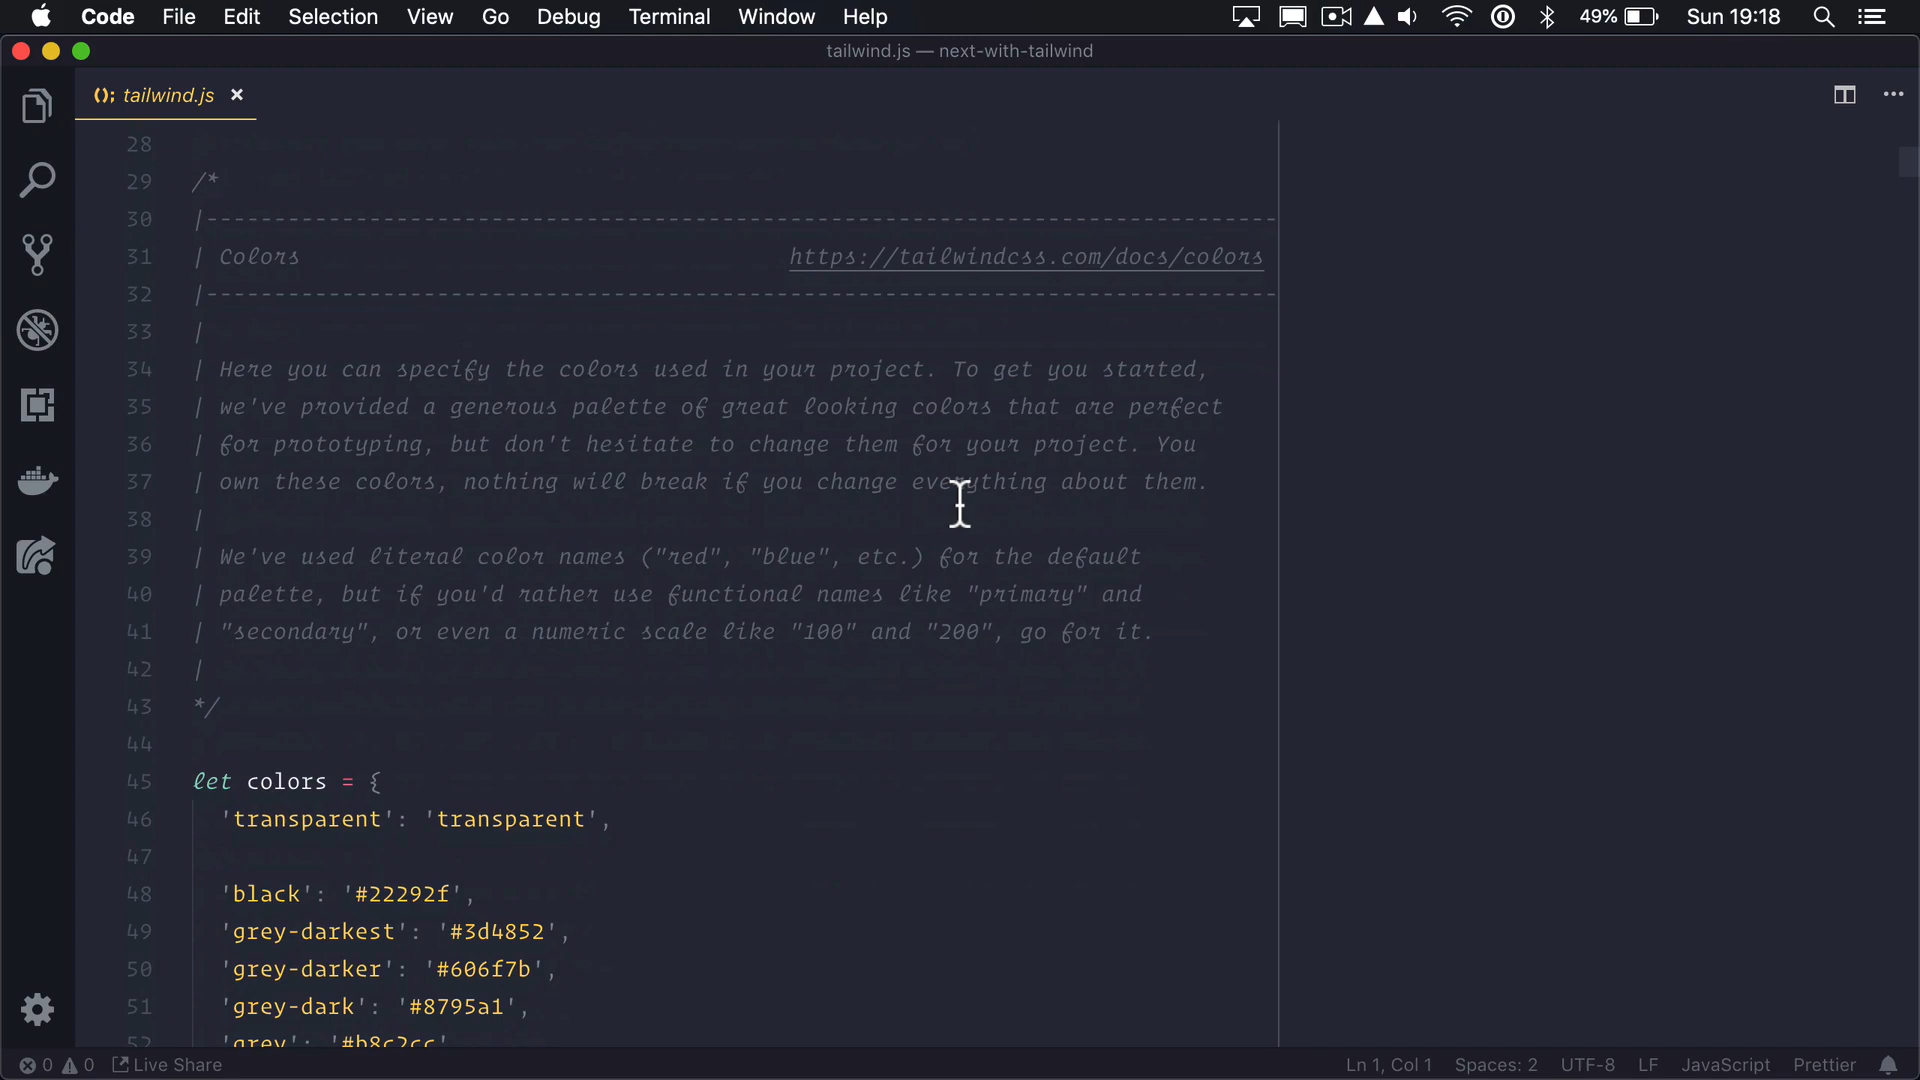 Code File Edit Selection View Go Debug Terminal Window Help 49% Sun 19:18
tailwind.js — next-with-tailwind
(); tailwind.js ×
28
29 /*
30 |-------------------------------------------------------------------------------
31 | Colors https://tailwindcss.com/docs/colors
32 |-------------------------------------------------------------------------------
33 |
34 | Here you can specify the colors used in your project. To get you started,
35 | we've provided a generous palette of great looking colors that are perfect
36 | for prototyping, but don't hesitate to change them for your project. You
37 | own these colors, nothing will break if you change everything about them.
38 |
39 | We've used literal color names ("red", "blue", etc.) for the default
40 | palette, but if you'd rather use functional names like "primary" and
41 | "secondary", or even a numeric scale like "100" and "200", go for it.
42 |
43 */
44
45 let colors = {
46 'transparent': 'transparent',
47
48 'black': '#22292f',
49 'grey-darkest': '#3d4852',
50 'grey-darker': '#606f7b',
51 'grey-dark': '#8795a1',
52 'grey': '#b8c2cc'
0 0 Live Share Ln 1, Col 1 Spaces: 2 UTF-8 LF JavaScript Prettier